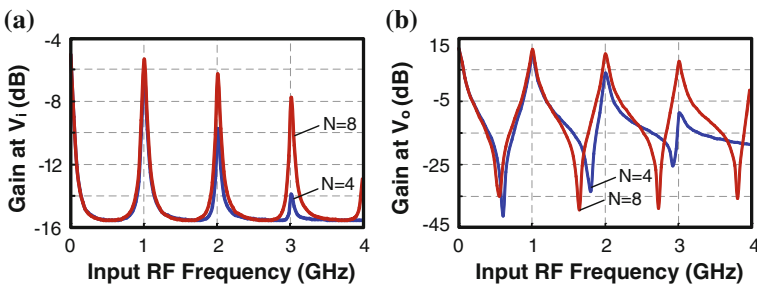 (a)
-4
-8
-12
-16
Gain at Vi (dB)
N=8
N=4
0
1
2
3
4
Input RF Frequency (GHz)
(b)
15
-5
-25
-45
Gain at Vo (dB)
N=4
N=8
0
1
2
3
4
Input RF Frequency (GHz)